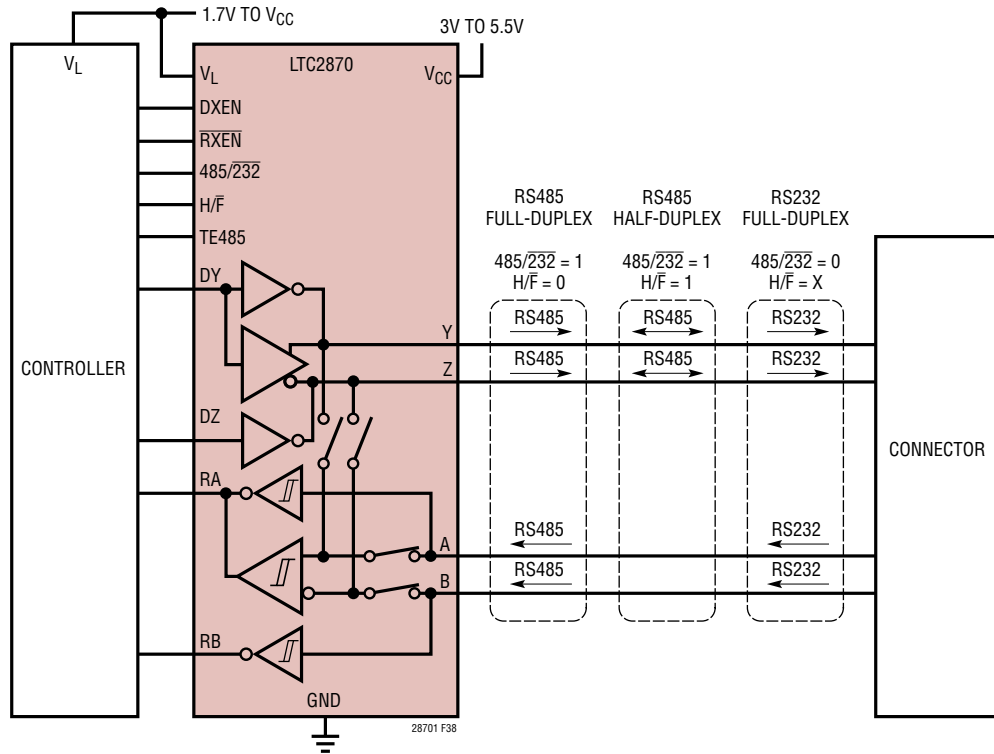 1.7V TO VCC
3V TO 5.5V
VL
LTC2870
VL
VCC
DXEN
RXEN
485/232
H/F
TE485
DY
DZ
RA
RB
GND
CONTROLLER
RS485 FULL-DUPLEX
485/232 = 1
H/F = 0
RS485 HALF-DUPLEX
485/232 = 1
H/F = 1
RS232 FULL-DUPLEX
485/232 = 0
H/F = X
RS485
RS485
RS232
Y
RS485
RS485
RS232
Z
RS485
RS232
A
RS485
RS232
B
CONNECTOR
28701 F38